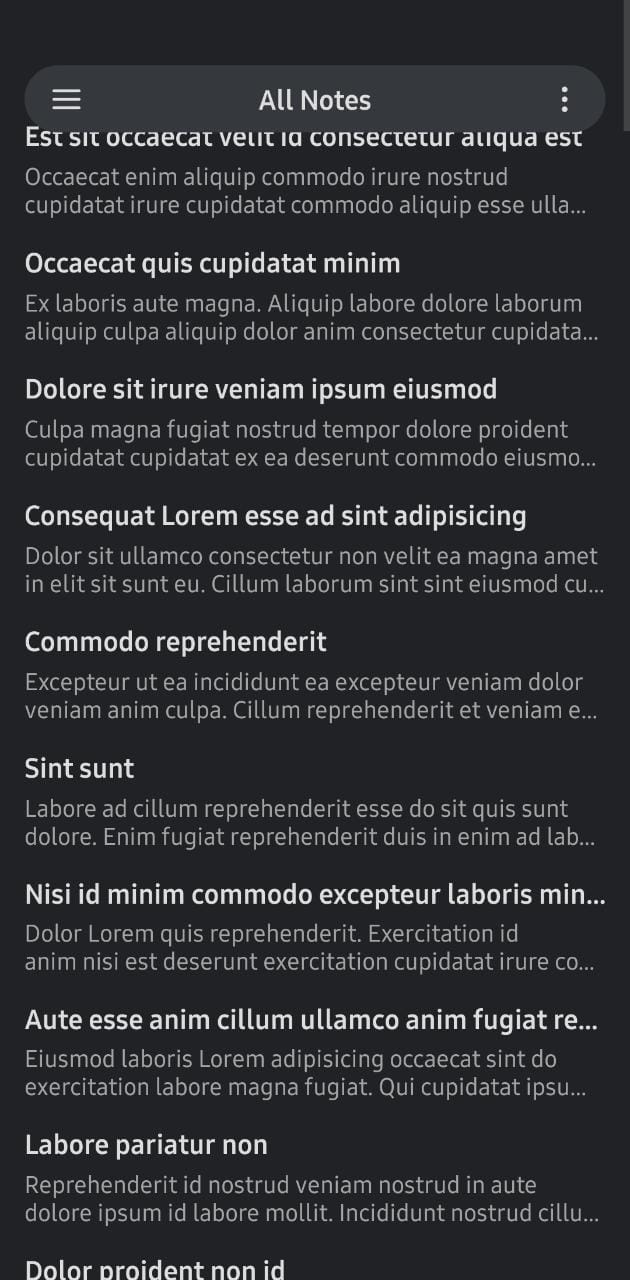 All Notes
Est sit occaecat velit id consectetur aliqua est
Occaecat enim aliquip commodo irure nostrud
cupidatat irure cupidatat commodo aliquip esse ulla...
Occaecat quis cupidatat minim
Ex laboris aute magna. Aliquip labore dolore laborum
aliquip culpa aliquip dolor anim consectetur cupidata...
Dolore sit irure veniam ipsum eiusmod
Culpa magna fugiat nostrud tempor dolore proident
cupidatat cupidatat ex ea deserunt commodo eiusmo...
Consequat Lorem esse ad sint adipisicing
Dolor sit ullamco consectetur non velit ea magna amet
in elit sit sunt eu. Cillum laborum sint sint eiusmod cu...
Commodo reprehenderit
Excepteur ut ea incididunt ea excepteur veniam dolor
veniam anim culpa. Cillum reprehenderit et veniam e...
Sint sunt
Labore ad cillum reprehenderit esse do sit quis sunt
dolore. Enim fugiat reprehenderit duis in enim ad lab...
Nisi id minim commodo excepteur laboris min...
Dolor Lorem quis reprehenderit. Exercitation id
anim nisi est deserunt exercitation cupidatat irure co...
Aute esse anim cillum ullamco anim fugiat re...
Eiusmod laboris Lorem adipisicing occaecat sint do
exercitation labore magna fugiat. Qui cupidatat ipsu...
Labore pariatur non
Reprehenderit id nostrud veniam nostrud in aute
dolore ipsum id labore mollit. Incididunt nostrud cillu...
Dolor proident non id